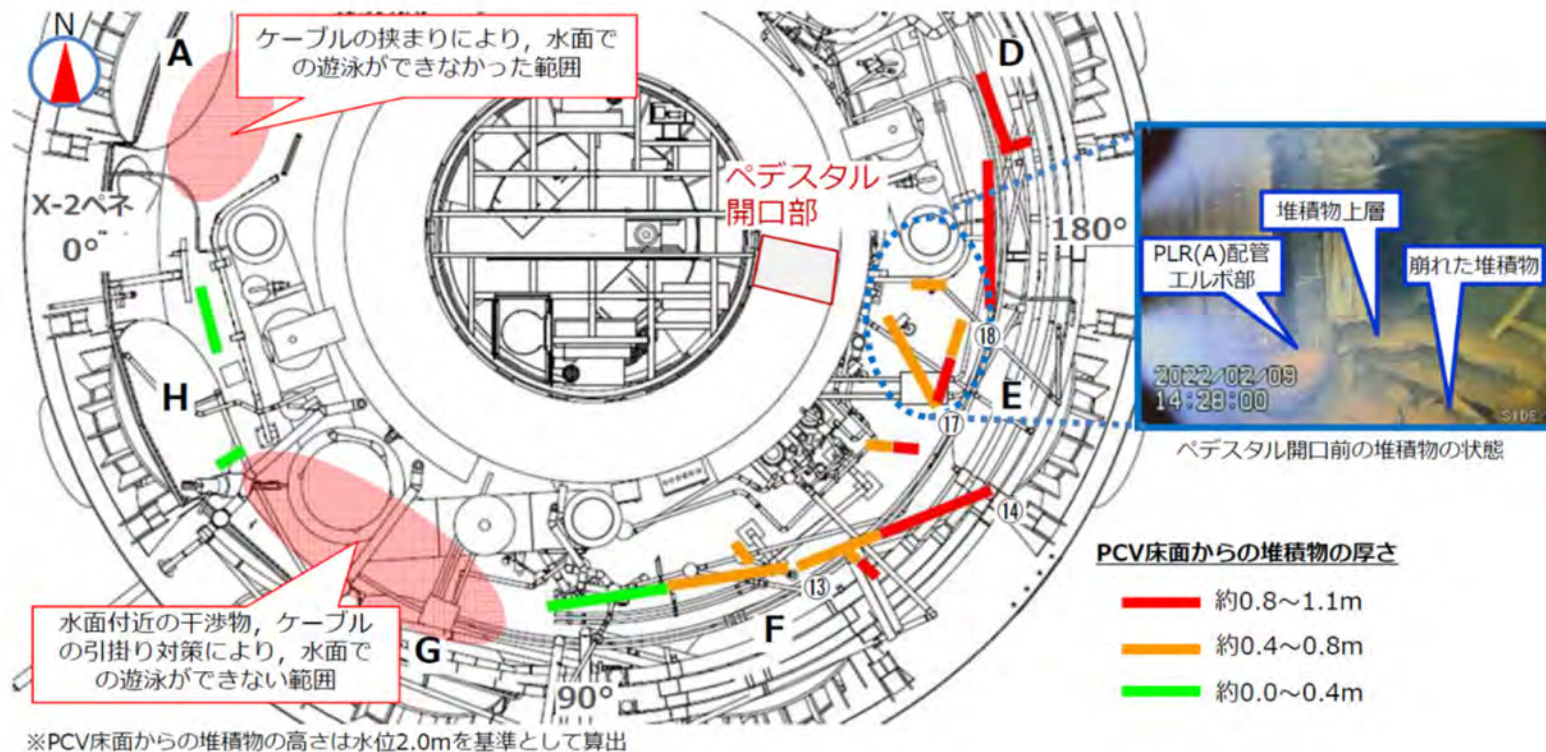 N
A
ケーブルの挟まりにより，水面で
の遊泳ができなかった範囲
D
X-2ペネ
0°
ペデスタル
開口部
180°
堆積物上層
PLR(A)配管
エルボ部
崩れた堆積物
2022/02/09
14:28:00
SIDE/
ペデスタル開口前の堆積物の状態
⑱
E
⑰
H
⑭
⑬
F
G
90°
水面付近の干渉物，ケーブル
の引掛り対策により，水面で
の遊泳ができない範囲
PCV床面からの堆積物の厚さ
約0.8～1.1m
約0.4～0.8m
約0.0～0.4m
※PCV床面からの堆積物の高さは水位2.0mを基準として算出